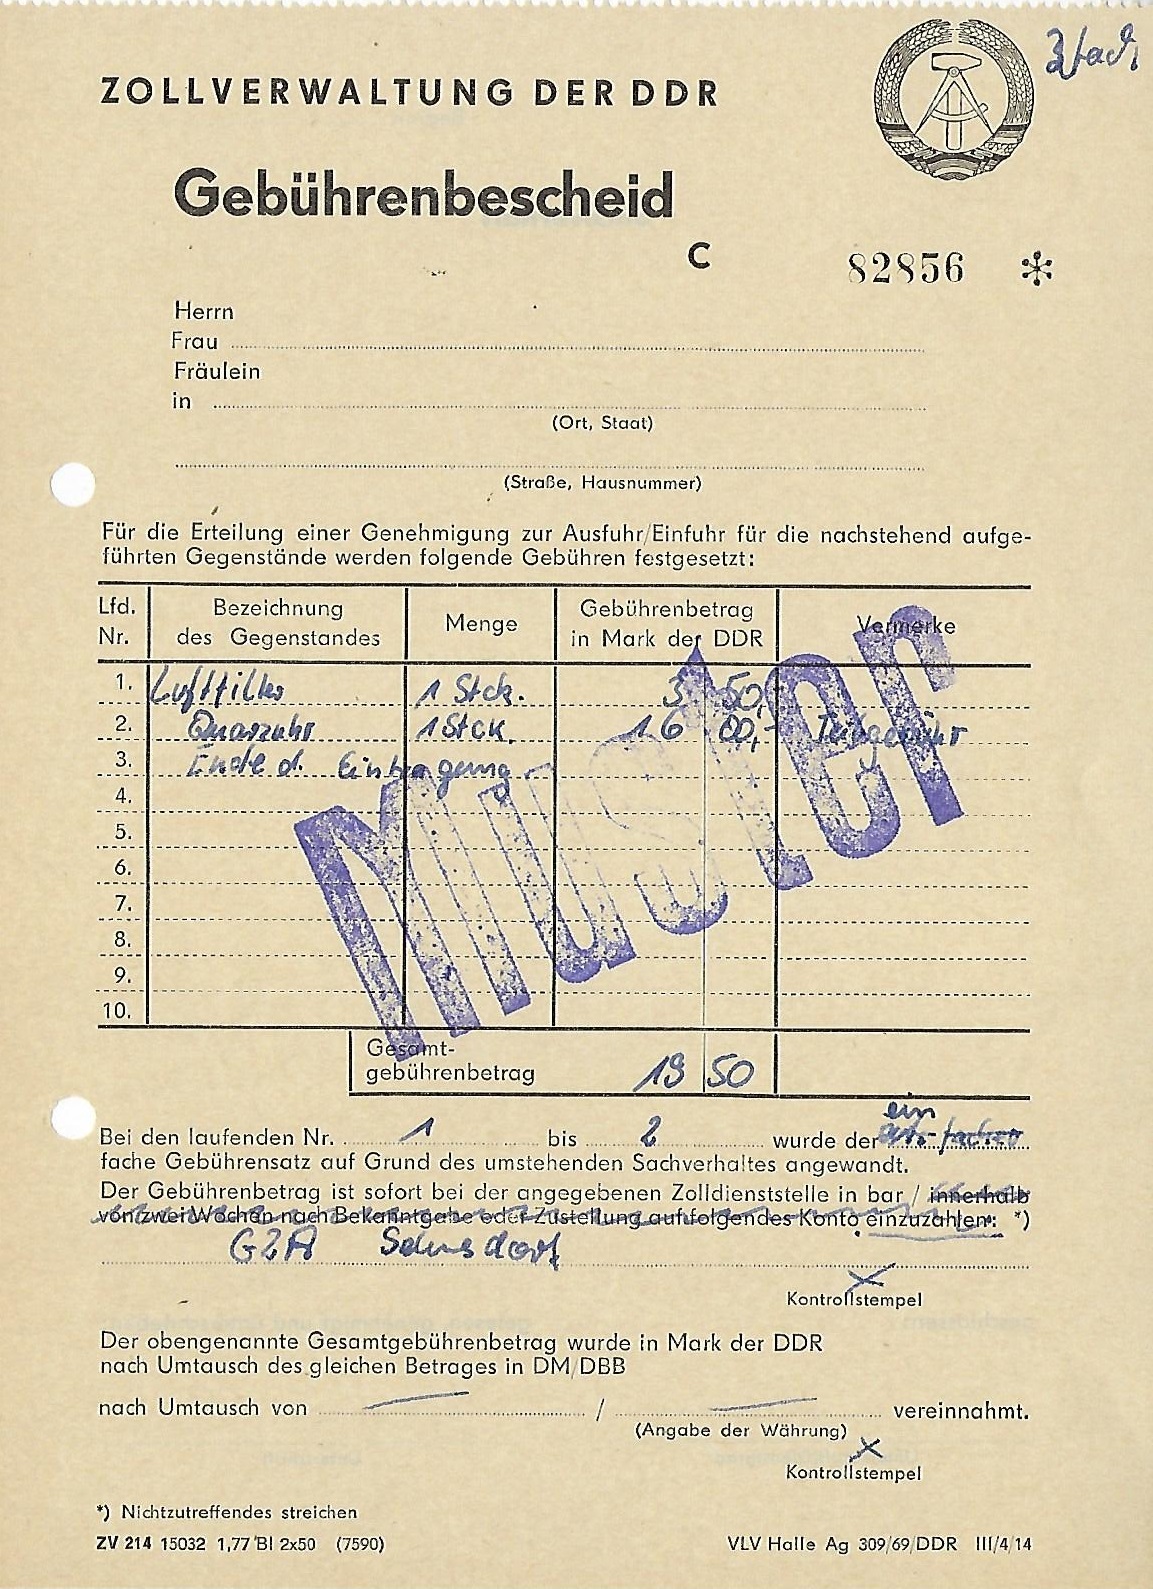 3fach
ZOLLVERWALTUNG DER DDR
Gebührenbescheid
C 82856 *
Herrn
Frau
Fräulein
in
(Ort, Staat)
(Straße, Hausnummer)
Für die Erteilung einer Genehmigung zur Ausfuhr/Einfuhr für die nachstehend aufge-
führten Gegenstände werden folgende Gebühren festgesetzt:
Lfd. Nr. Bezeichnung des Gegenstandes Menge Gebührenbetrag in Mark der DDR Vermerke
1. Luftfilter 1 Stck. 3 50,
2. Quarzuhr 1 Stck. 16 00,-
3. Ende d. Eintragung
4.
5.
6.
7.
8.
9.
10.
Muster
Gesamt-
gebührenbetrag 19 50
ein
Bei den laufenden Nr. 1 bis 2 wurde der
fache Gebührensatz auf Grund des umstehenden Sachverhaltes angewandt.
Der Gebührenbetrag ist sofort bei der angegebenen Zolldienststelle in bar / innerhalb
von zwei Wochen nach Bekanntgabe oder Zustellung auf folgendes Konto einzuzahlen: *)
GZA
Kontrollstempel
Der obengenannte Gesamtgebührenbetrag wurde in Mark der DDR
nach Umtausch des gleichen Betrages in DM/DBB
nach Umtausch von / vereinnahmt.
(Angabe der Währung)
Kontrollstempel
*) Nichtzutreffendes streichen
ZV 214 15032 1,77 Bl 2x50 (7590) VLV Halle Ag 309/69/DDR III/4/14